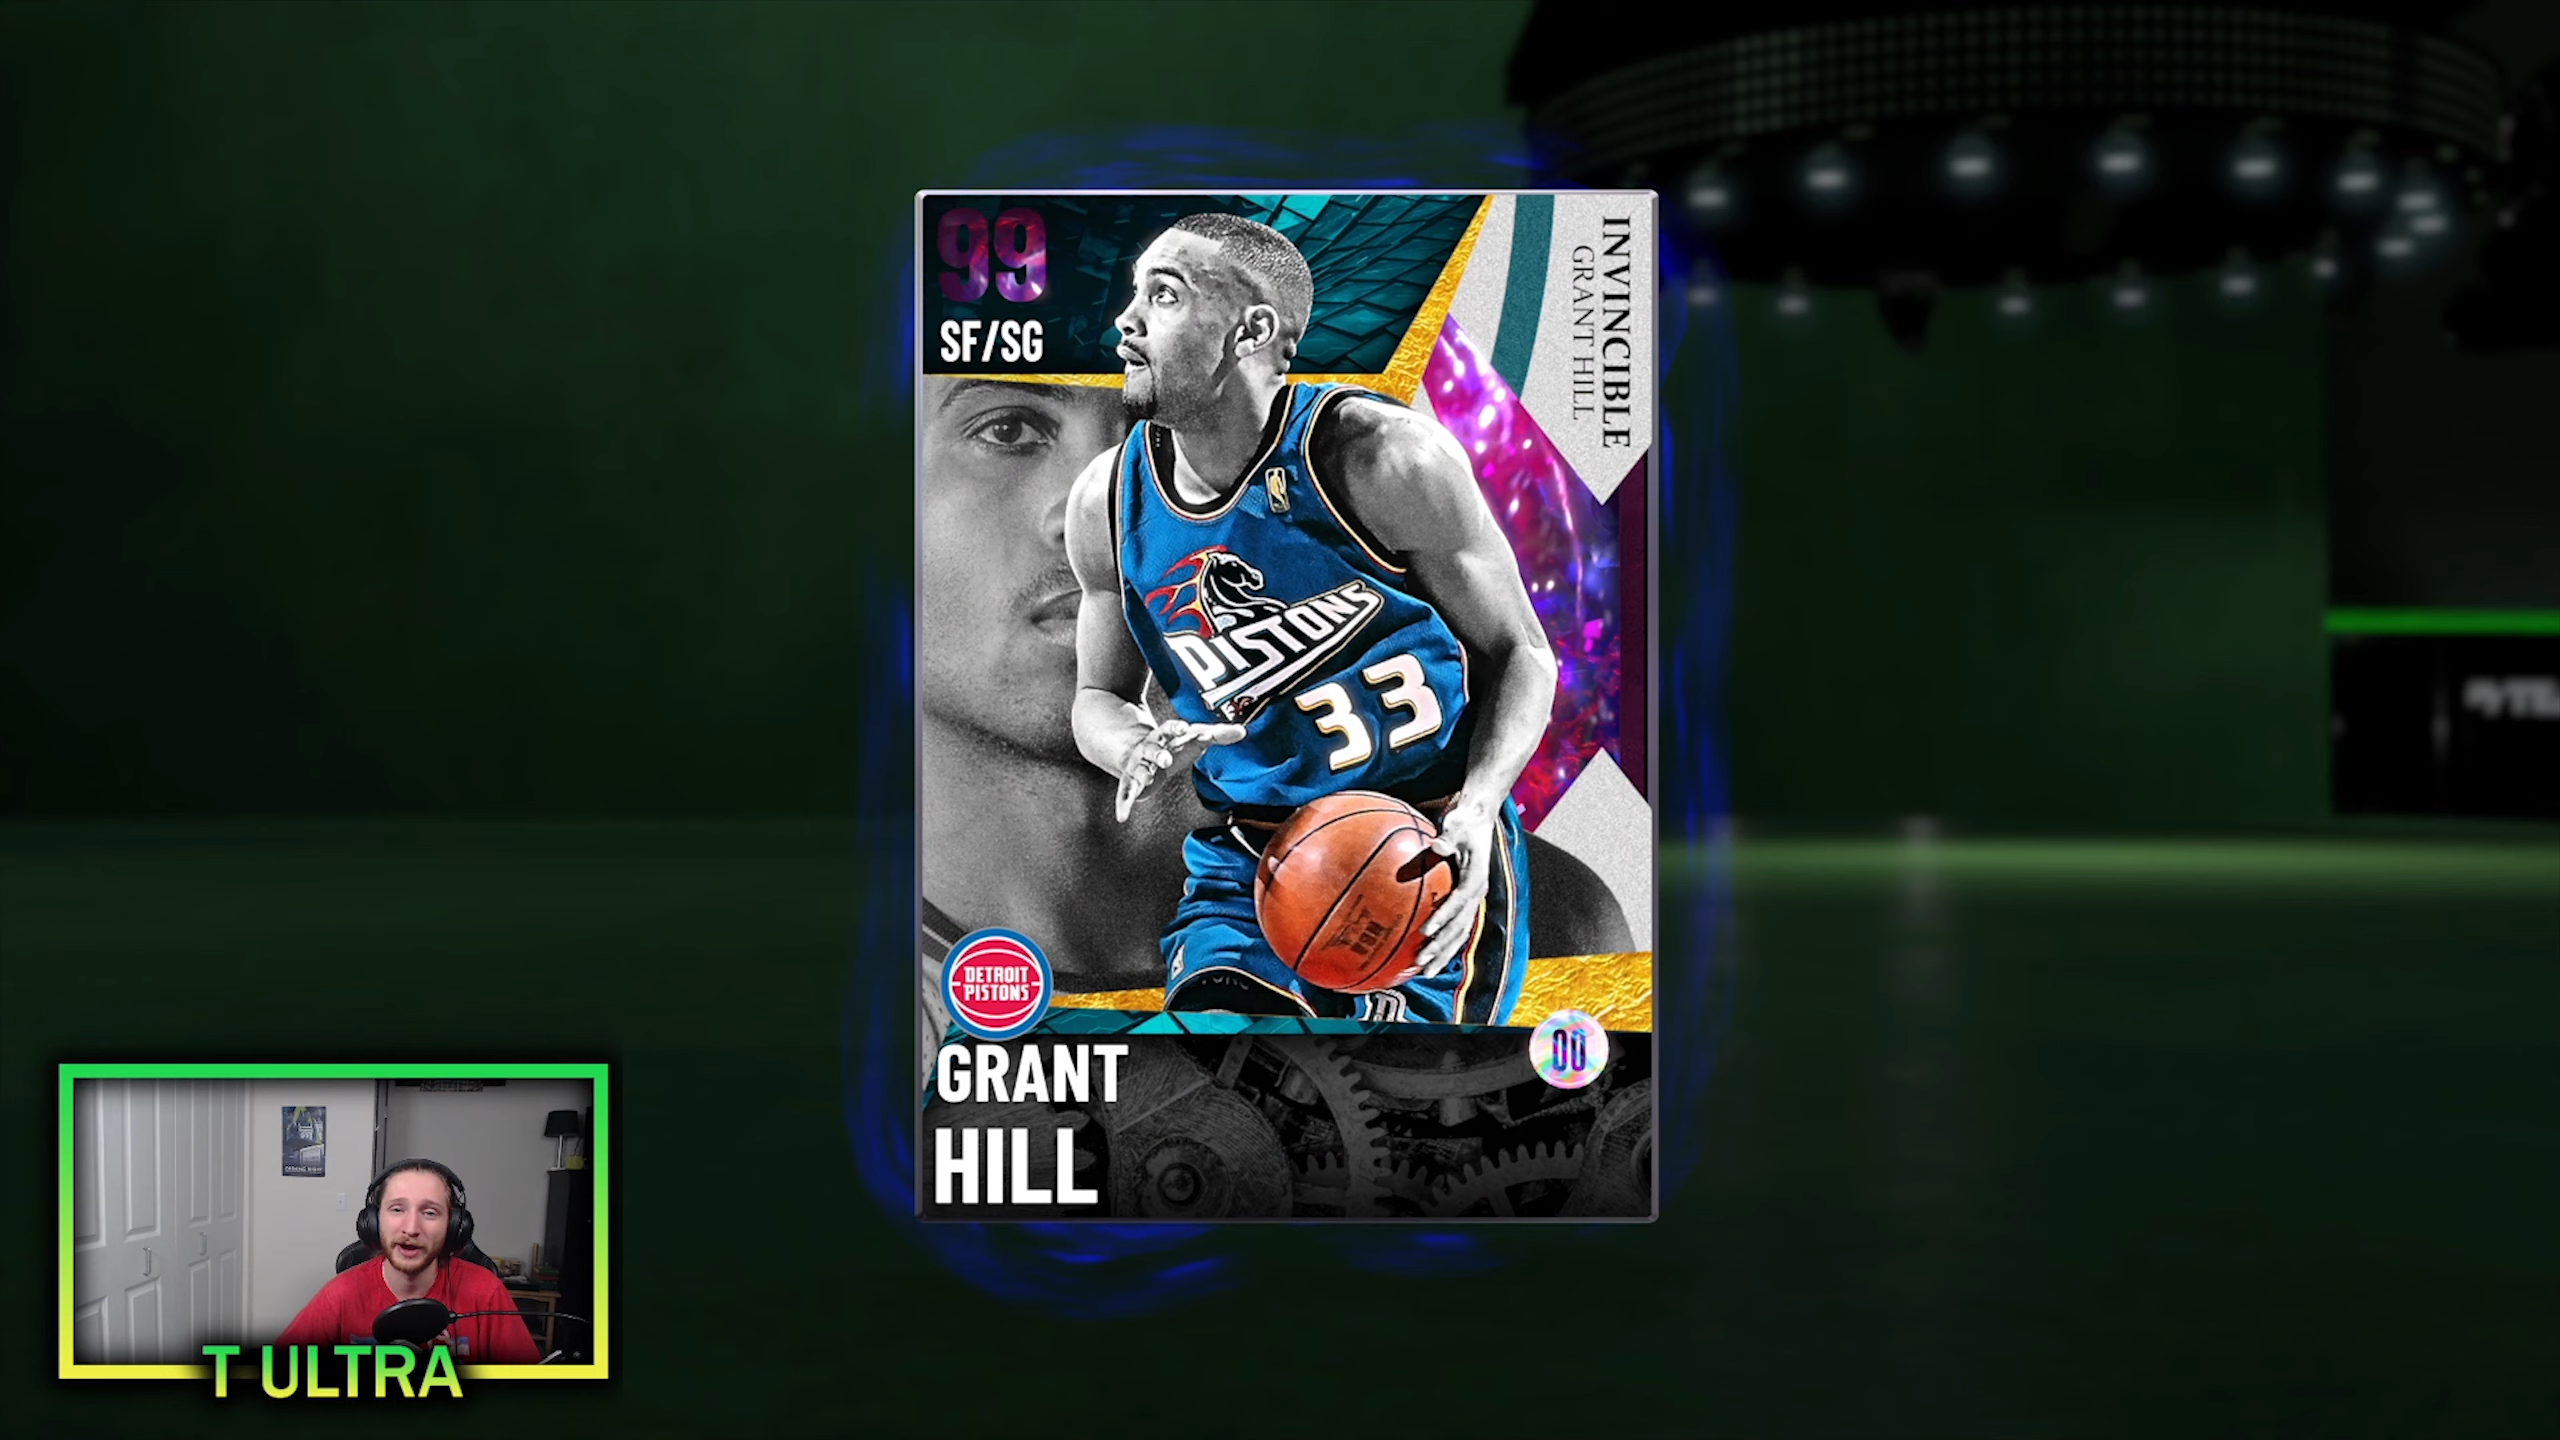 99
SF/SG
INVINCIBLE
GRANT HILL
PISTONS
33
DETROIT
PISTONS
00
GRANT
HILL
T ULTRA